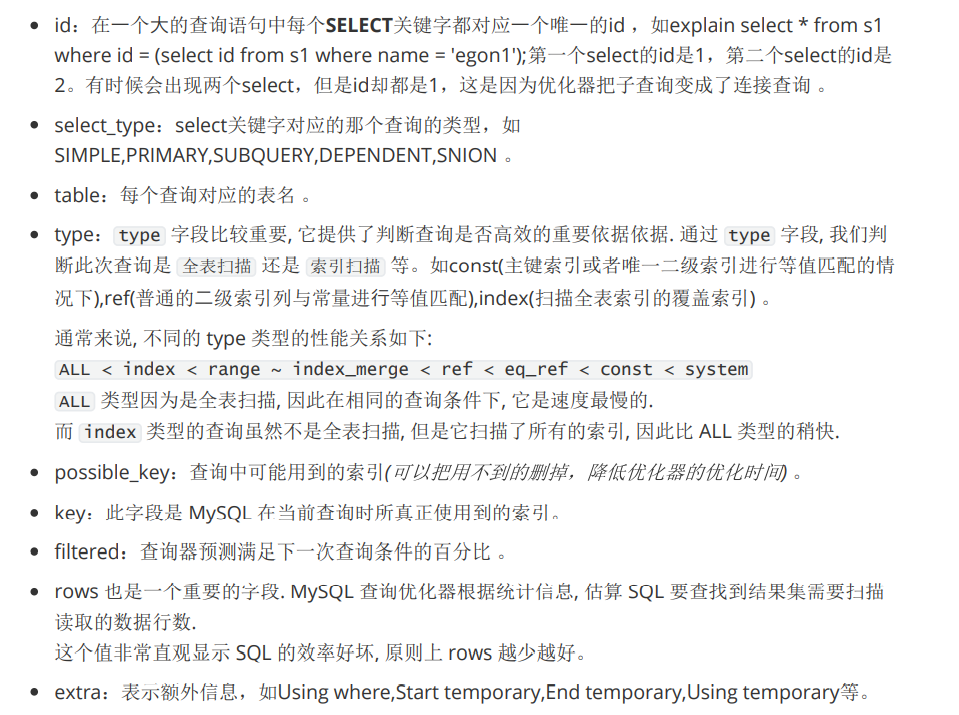 id：在一个大的查询语句中每个SELECT关键字都对应一个唯一的id ，如explain select * from s1
where id = (select id from s1 where name = 'egon1');第一个select的id是1，第二个select的id是
2。有时候会出现两个select，但是id却都是1，这是因为优化器把子查询变成了连接查询 。
select_type：select关键字对应的那个查询的类型，如
SIMPLE,PRIMARY,SUBQUERY,DEPENDENT,SNION 。
table：每个查询对应的表名 。
type：type 字段比较重要, 它提供了判断查询是否高效的重要依据依据. 通过 type 字段, 我们判
断此次查询是 全表扫描 还是 索引扫描 等。如const(主键索引或者唯一二级索引进行等值匹配的情
况下),ref(普通的二级索引列与常量进行等值匹配),index(扫描全表索引的覆盖索引) 。
通常来说, 不同的 type 类型的性能关系如下:
ALL < index < range ~ index_merge < ref < eq_ref < const < system
ALL 类型因为是全表扫描, 因此在相同的查询条件下, 它是速度最慢的.
而 index 类型的查询虽然不是全表扫描, 但是它扫描了所有的索引, 因此比 ALL 类型的稍快.
possible_key：查询中可能用到的索引(可以把用不到的删掉，降低优化器的优化时间) 。
key：此字段是 MySQL 在当前查询时所真正使用到的索引。
filtered：查询器预测满足下一次查询条件的百分比 。
rows 也是一个重要的字段. MySQL 查询优化器根据统计信息, 估算 SQL 要查找到结果集需要扫描
读取的数据行数.
这个值非常直观显示 SQL 的效率好坏, 原则上 rows 越少越好。
extra：表示额外信息，如Using where,Start temporary,End temporary,Using temporary等。